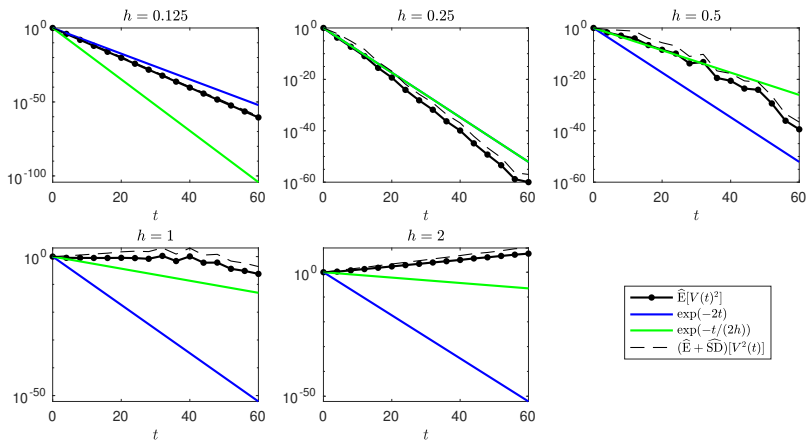 h = 0.125
10^0
10^-50
10^-100
0 20 40 60
t
h = 0.25
10^0
10^-20
10^-40
10^-60
0 20 40 60
t
h = 0.5
10^0
10^-20
10^-40
10^-60
0 20 40 60
t
h = 1
10^0
10^-50
0 20 40 60
t
h = 2
10^0
10^-50
0 20 40 60
t
Ê[V(t)²]
exp(−2t)
exp(−t/(2h))
(Ê + S͡D)[V²(t)]